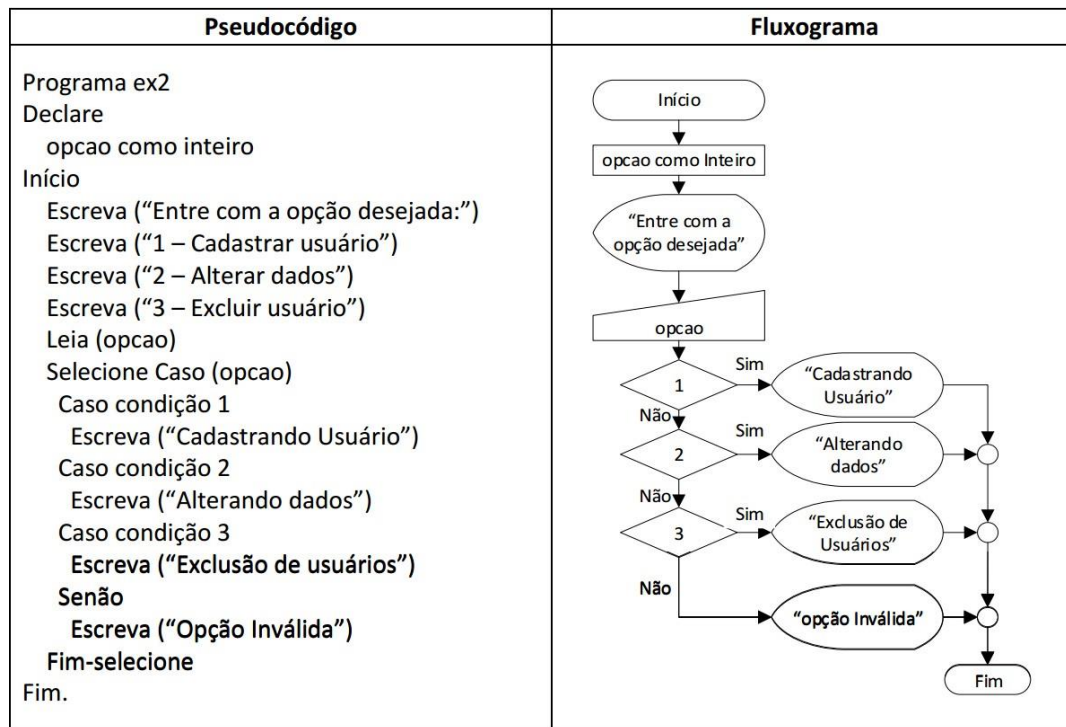 Pseudocódigo
Programa ex2
Declare
opcao como inteiro
Início
Escreva (“Entre com a opção desejada:”)
Escreva (“1 – Cadastrar usuário”)
Escreva (“2 – Alterar dados”)
Escreva (“3 – Excluir usuário”)
Leia (opcao)
Selecione Caso (opcao)
Caso condição 1
Escreva (“Cadastrando Usuário”)
Caso condição 2
Escreva (“Alterando dados”)
Caso condição 3
Escreva (“Exclusão de usuários”)
Senão
Escreva (“Opção Inválida”)
Fim-selecione
Fim.
Fluxograma
Início
opcao como Inteiro
“Entre com a
opção desejada”
opcao
1
Sim
“Cadastrando
Usuário”
Não
2
Sim
“Alterando
dados”
Não
3
Sim
“Exclusão de
Usuários”
Não
“opção Inválida”
Fim